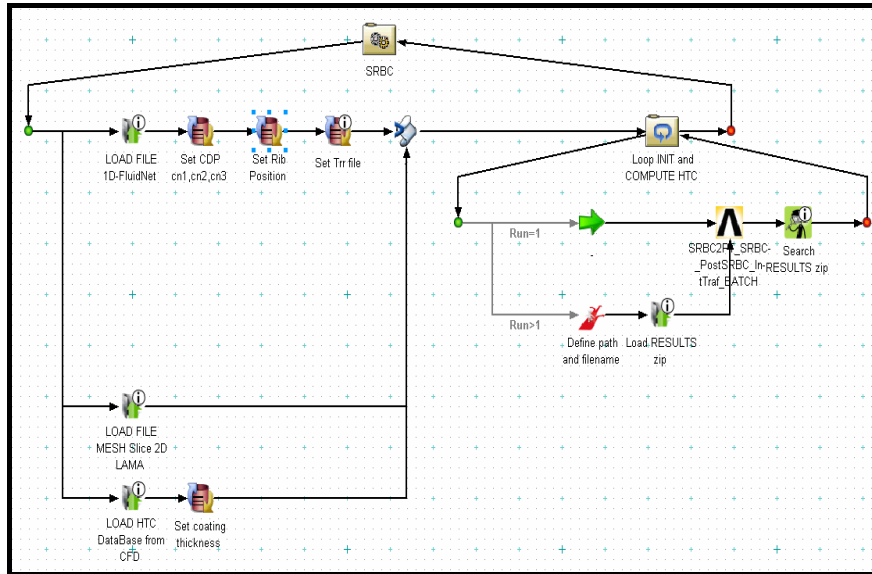 SRBC
LOAD FILE
1D-FluidNet
Set CDP
cn1,cn2,cn3
Set Rib
Position
Set Trr file
Loop INIT and
COMPUTE HTC
Run=1
-
SRBC-
_PostSRBC_In-
tTraf_BATCH
Search
RESULTS zip
Run>1
Define path
and filename
Load RESULTS
zip
LOAD FILE
MESH Slice 2D
LAMA
LOAD HTC
DataBase from
CFD
Set coating
thickness